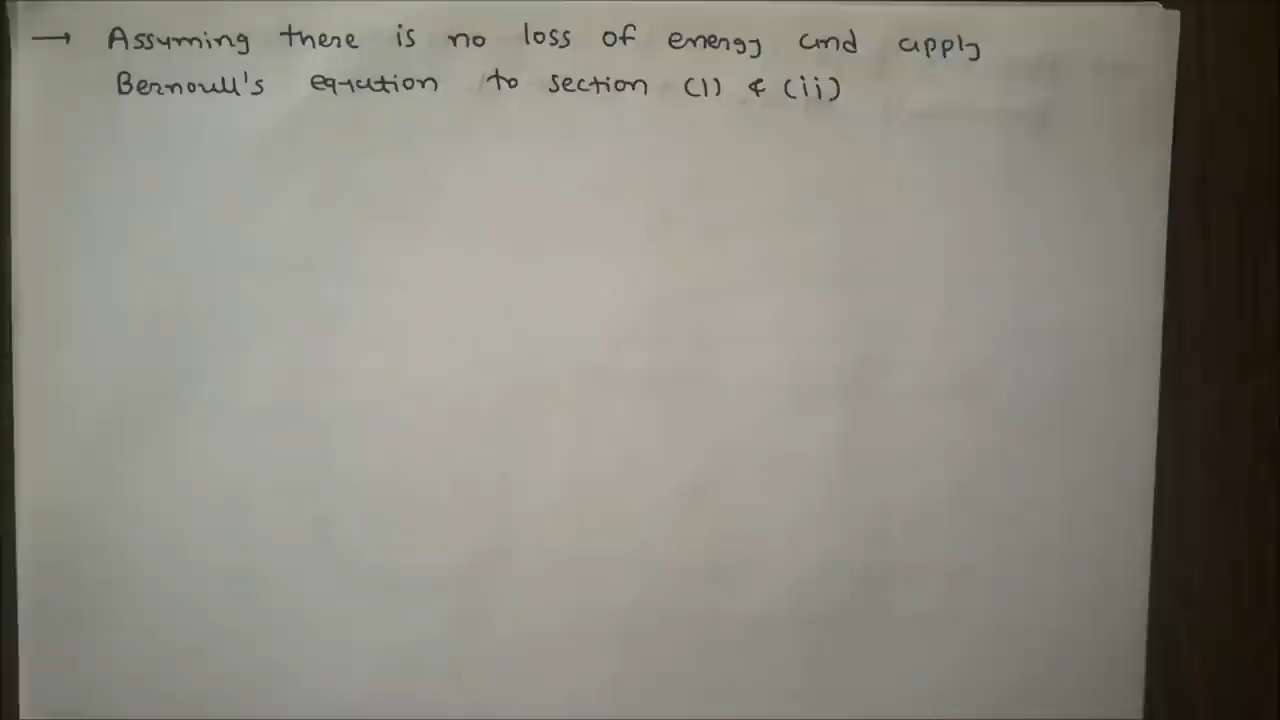 → Assuming there is no loss of energy and apply
Bernoull's equation to section (1) & (ii)